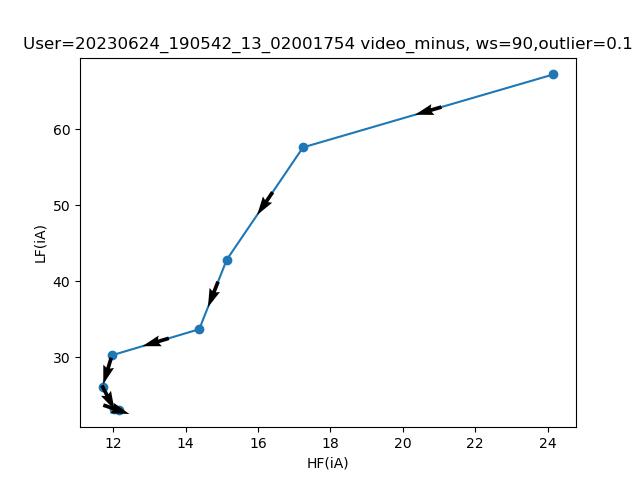 User=20230624_190542_13_02001754 video_minus, ws=90,outlier=0.1
60
50
40
30
LF(iA)
12 14 16 18 20 22 24
HF(iA)